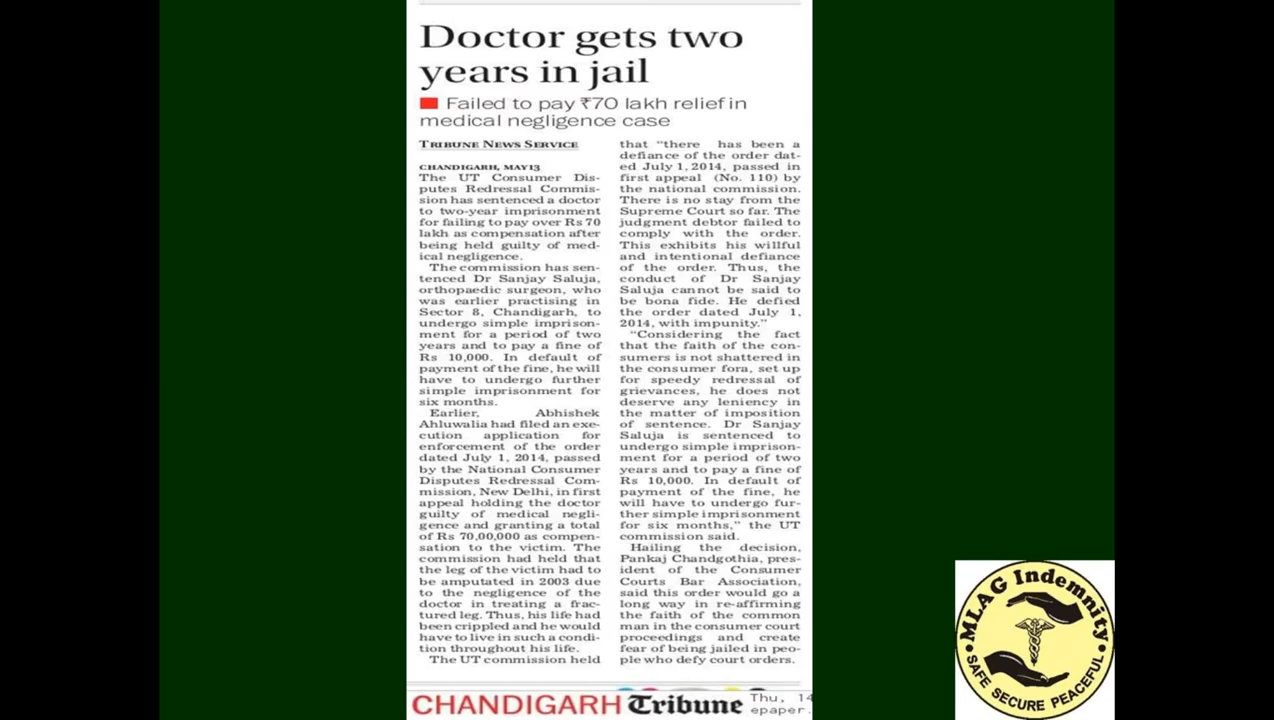 Doctor gets two
years in jail
Failed to pay ₹70 lakh relief in
medical negligence case
TRIBUNE NEWS SERVICE
CHANDIGARH, MAY13
The UT Consumer Dis-
putes Redressal Commis-
sion has sentenced a doctor
to two-year imprisonment
for failing to pay over Rs 70
lakh as compensation after
being held guilty of med-
ical negligence.
The commission has sen-
tenced Dr Sanjay Saluja,
orthopaedic surgeon, who
was earlier practising in
Sector 8, Chandigarh, to
undergo simple imprison-
ment for a period of two
years and to pay a fine of
Rs 10,000. In default of
payment of the fine, he will
have to undergo further
simple imprisonment for
six months.
Earlier, Abhishek
Ahluwalia had filed an exe-
cution application for
enforcement of the order
dated July 1, 2014, passed
by the National Consumer
Disputes Redressal Com-
mission, New Delhi, in first
appeal holding the doctor
guilty of medical negli-
gence and granting a total
of Rs 70,00,000 as compen-
sation to the victim. The
commission had held that
the leg of the victim had to
be amputated in 2003 due
to the negligence of the
doctor in treating a frac-
tured leg. Thus, his life had
been crippled and he would
have to live in such a condi-
tion throughout his life.
The UT commission held
that "there has been a
defiance of the order dat-
ed July 1, 2014, passed in
first appeal (No. 110) by
the national commission.
There is no stay from the
Supreme Court so far. The
judgment debtor failed to
comply with the order.
This exhibits his willful
and intentional defiance
of the order. Thus, the
conduct of Dr Sanjay
Saluja cannot be said to
be bona fide. He defied
the order dated July 1,
2014, with impunity."
"Considering the fact
that the faith of the con-
sumers is not shattered in
the consumer fora, set up
for speedy redressal of
grievances, he does not
deserve any leniency in
the matter of imposition
of sentence. Dr Sanjay
Saluja is sentenced to
undergo simple imprison-
ment for a period of two
years and to pay a fine of
Rs 10,000. In default of
payment of the fine, he
will have to undergo fur-
ther simple imprisonment
for six months," the UT
commission said.
Hailing the decision,
Pankaj Chandgothia, pres-
ident of the Consumer
Courts Bar Association,
said this order would go a
long way in re-affirming
the faith of the common
man in the consumer court
proceedings and create
fear of being jailed in peo-
ple who defy court orders.
CHANDIGARH Tribune
Thu, 14
epaper.
MLAG Indemnity
SAFE SECURE PEACEFUL